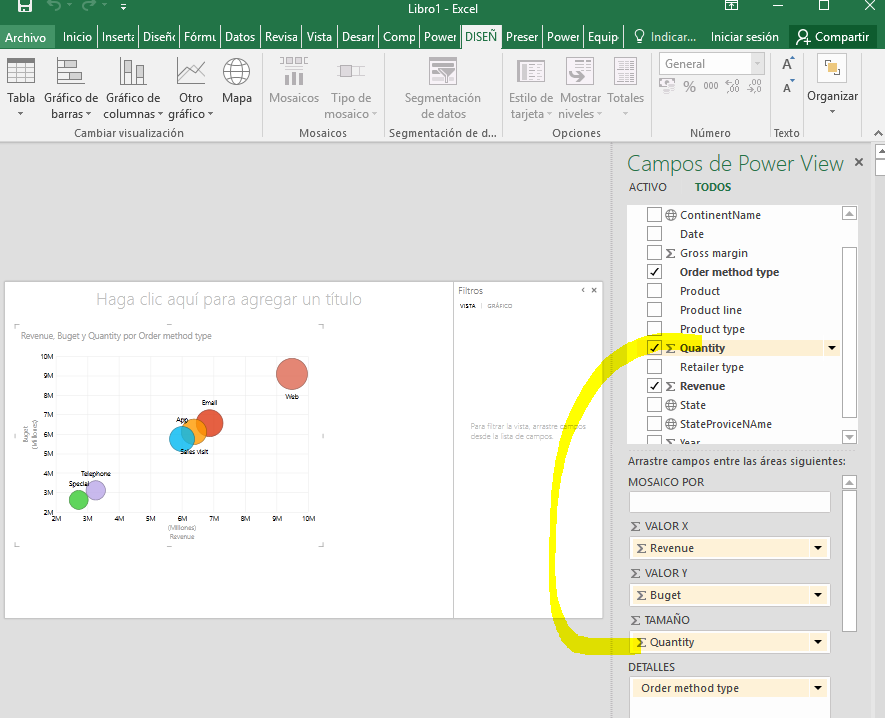 Libro1 - Excel
Archivo Inicio Inserta Diseñ Fórmu Datos Revisa Vista Desarr Comp Power DISEÑ Preser Power Equip Indicar... Iniciar sesión Compartir
Tabla
Gráfico de barras
Gráfico de columnas
Otro gráfico
Mapa
Mosaicos
Tipo de mosaico
Segmentación de datos
Estilo de tarjeta
Mostrar niveles
Totales
General
% 000 ,00 ,00
A
A
Organizar
Cambiar visualización Mosaicos Segmentación de d... Opciones Número Texto
Haga clic aquí para agregar un título
Revenue, Buget y Quantity por Order method type
10M
9M
8M
7M
6M
5M
4M
3M
2M
Buget
(Millones)
Web
Email
App
Sales visit
Telephone
Special
2M 3M 4M 5M 6M 7M 8M 9M 10M
(Millones)
Revenue
Filtros
VISTA | GRÁFICO
Para filtrar la vista, arrastre campos
desde la lista de campos.
Campos de Power View
ACTIVO TODOS
ContinentName
Date
Σ Gross margin
Order method type
Product
Product line
Product type
Σ Quantity
Retailer type
Σ Revenue
State
StateProviceNAme
Σ Year
Arrastre campos entre las áreas siguientes:
MOSAICO POR
Σ VALOR X
Σ Revenue
Σ VALOR Y
Σ Buget
Σ TAMAÑO
Σ Quantity
DETALLES
Order method type